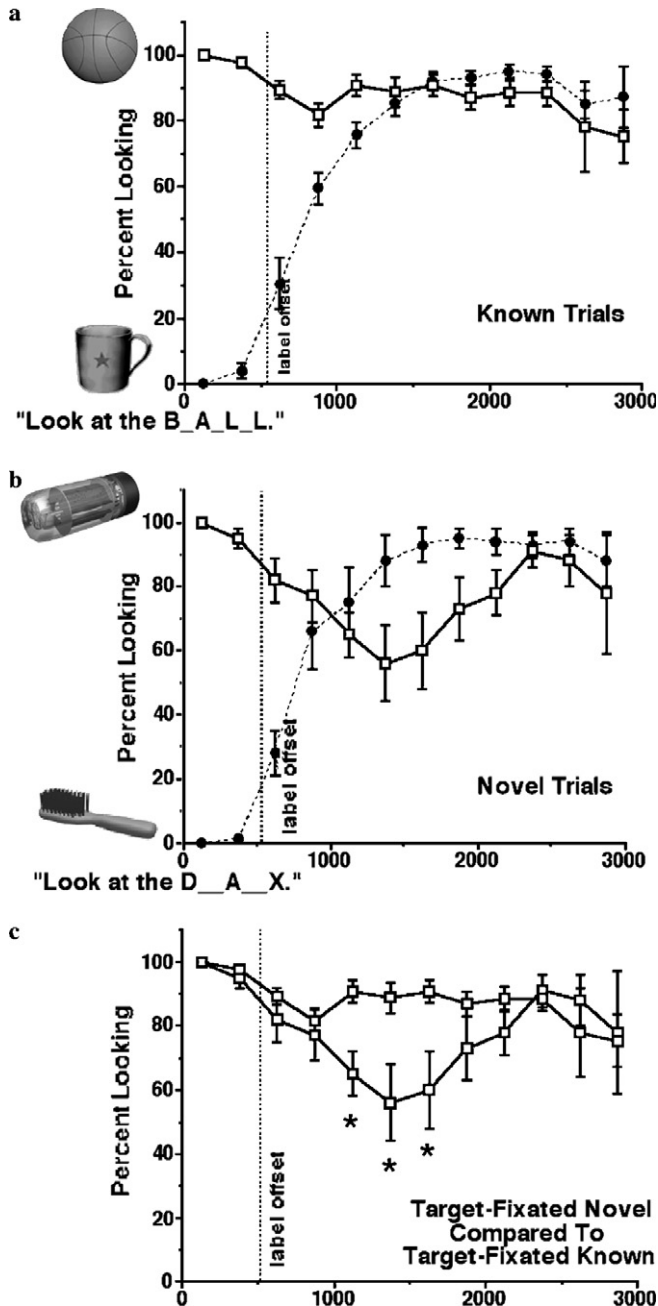 a
100
80
60
40
20
0
Percent Looking
label offset
Known Trials
1000
2000
3000
"Look at the B_A_L_L."
b
100
80
60
40
20
0
Percent Looking
label offset
Novel Trials
0
1000
2000
3000
"Look at the D__A__X."
c
100
80
60
40
20
0
Percent Looking
label offset
*
*
*
Target-Fixated Novel
Compared To
Target-Fixated Known
0
1000
2000
3000